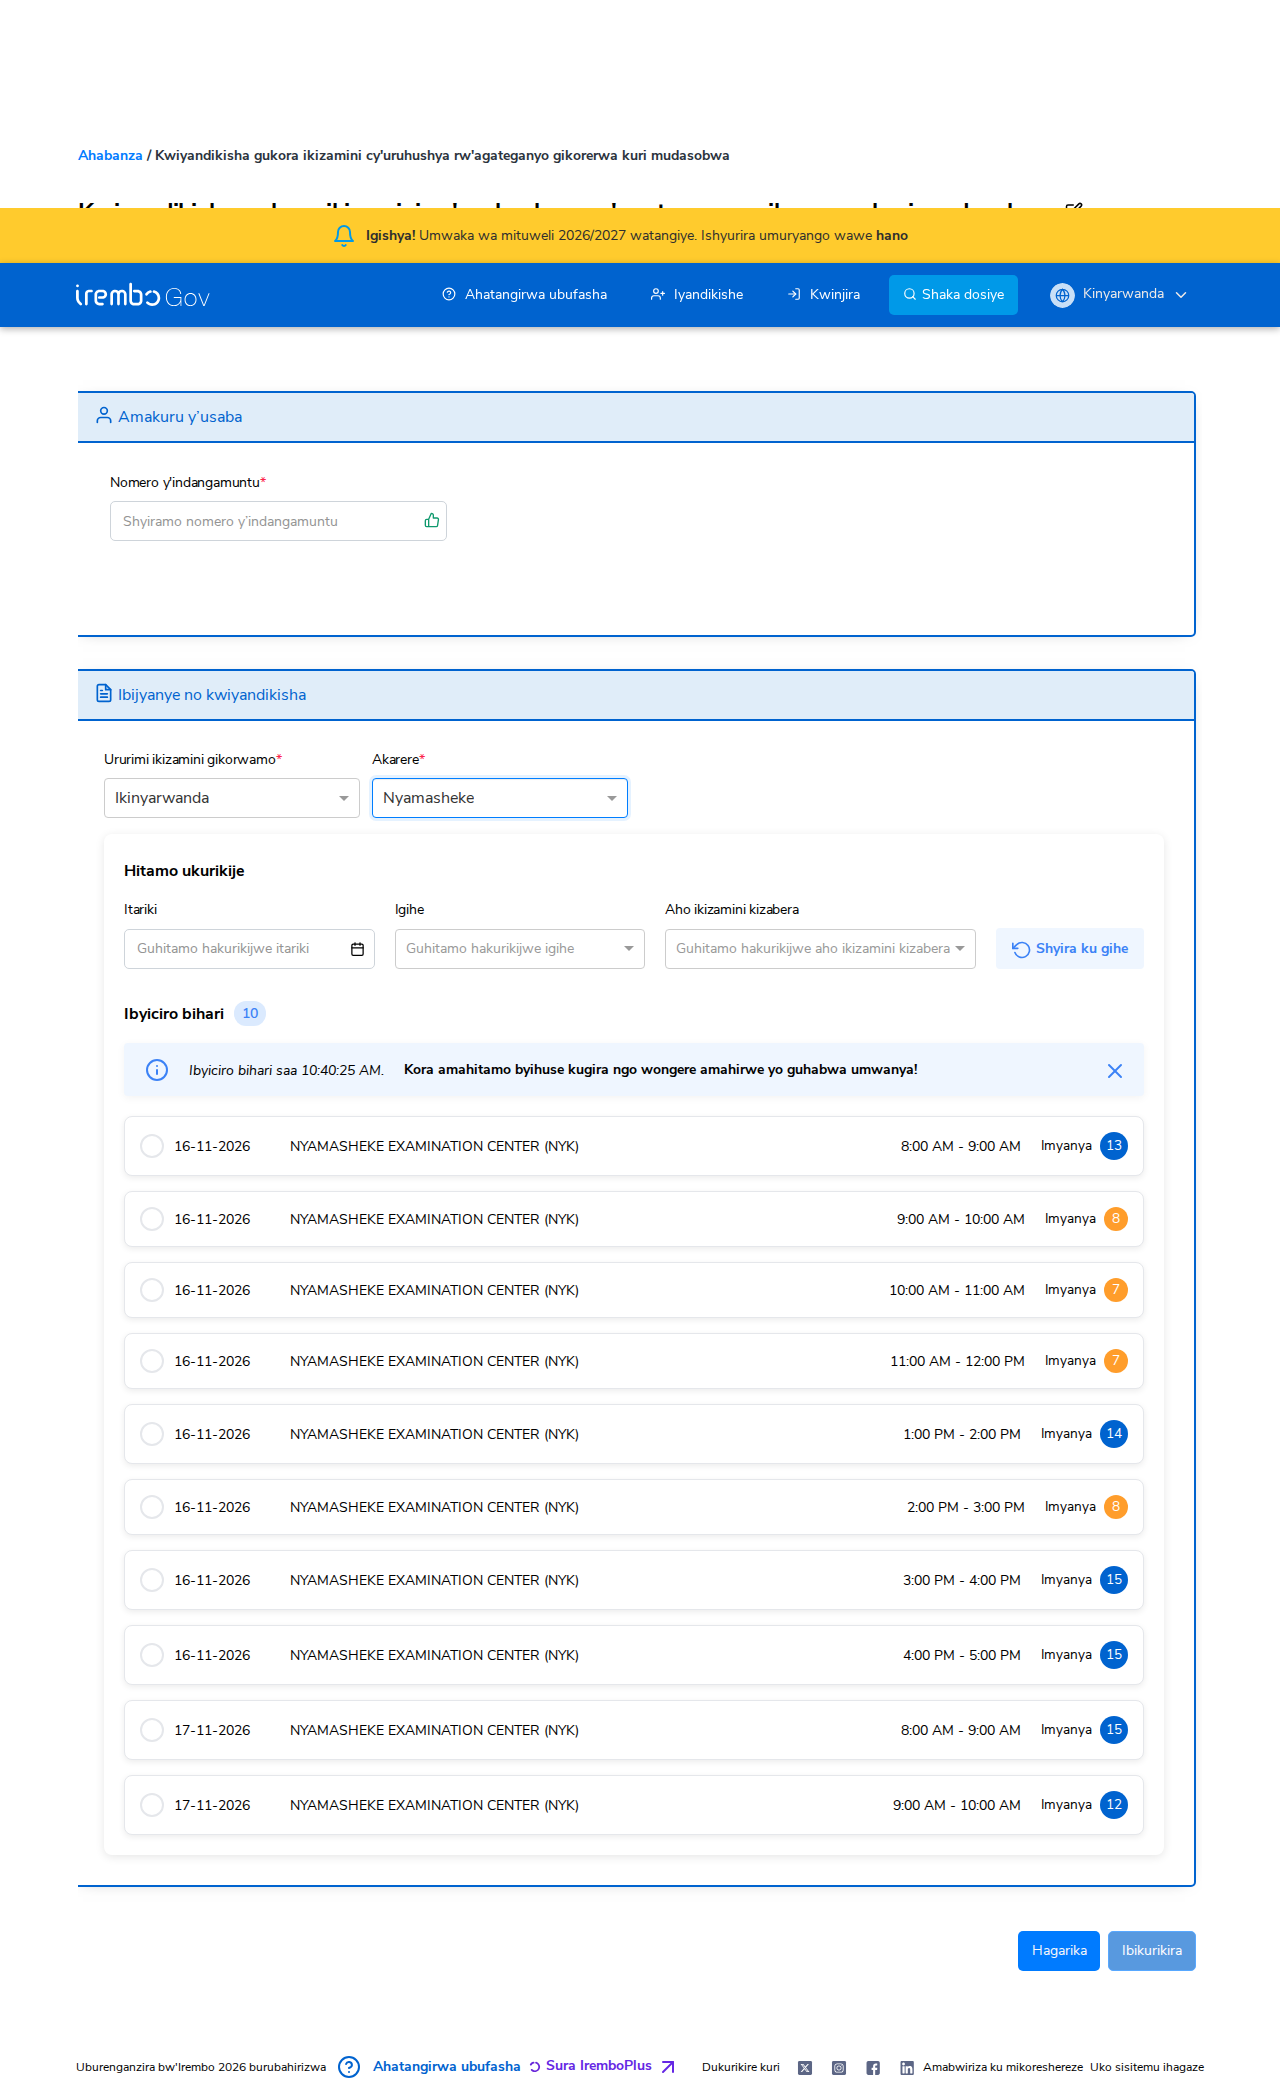 Ahabanza / Kwiyandikisha gukora ikizamini cy'uruhushya rw'agateganyo gikorerwa kuri mudasobwa
Igishya! Umwaka wa mituweli 2026/2027 watangiye. Ishyurira umuryango wawe hano
irembo Gov
Ahatangirwa ubufasha
Iyandikishe
Kwinjira
Shaka dosiye
Kinyarwanda
Amakuru y’usaba
Nomero y'indangamuntu*
Shyiramo nomero y’indangamuntu
Ibijyanye no kwiyandikisha
Ururimi ikizamini gikorwamo* Akarere*
Ikinyarwanda Nyamasheke
Hitamo ukurikije
Itariki Igihe Aho ikizamini kizabera
Guhitamo hakurikijwe itariki Guhitamo hakurikijwe igihe Guhitamo hakurikijwe aho ikizamini kizabera Shyira ku gihe
Ibyiciro bihari 10
Ibyiciro bihari saa 10:40:25 AM. Kora amahitamo byihuse kugira ngo wongere amahirwe yo guhabwa umwanya!
16-11-2026 NYAMASHEKE EXAMINATION CENTER (NYK) 8:00 AM - 9:00 AM Imyanya 13
16-11-2026 NYAMASHEKE EXAMINATION CENTER (NYK) 9:00 AM - 10:00 AM Imyanya 8
16-11-2026 NYAMASHEKE EXAMINATION CENTER (NYK) 10:00 AM - 11:00 AM Imyanya 7
16-11-2026 NYAMASHEKE EXAMINATION CENTER (NYK) 11:00 AM - 12:00 PM Imyanya 7
16-11-2026 NYAMASHEKE EXAMINATION CENTER (NYK) 1:00 PM - 2:00 PM Imyanya 14
16-11-2026 NYAMASHEKE EXAMINATION CENTER (NYK) 2:00 PM - 3:00 PM Imyanya 8
16-11-2026 NYAMASHEKE EXAMINATION CENTER (NYK) 3:00 PM - 4:00 PM Imyanya 15
16-11-2026 NYAMASHEKE EXAMINATION CENTER (NYK) 4:00 PM - 5:00 PM Imyanya 15
17-11-2026 NYAMASHEKE EXAMINATION CENTER (NYK) 8:00 AM - 9:00 AM Imyanya 15
17-11-2026 NYAMASHEKE EXAMINATION CENTER (NYK) 9:00 AM - 10:00 AM Imyanya 12
Hagarika Ibikurikira
Uburenganzira bw'Irembo 2026 burubahirizwa Ahatangirwa ubufasha Sura IremboPlus Dukurikire kuri Amabwiriza ku mikoreshereze Uko sisitemu ihagaze